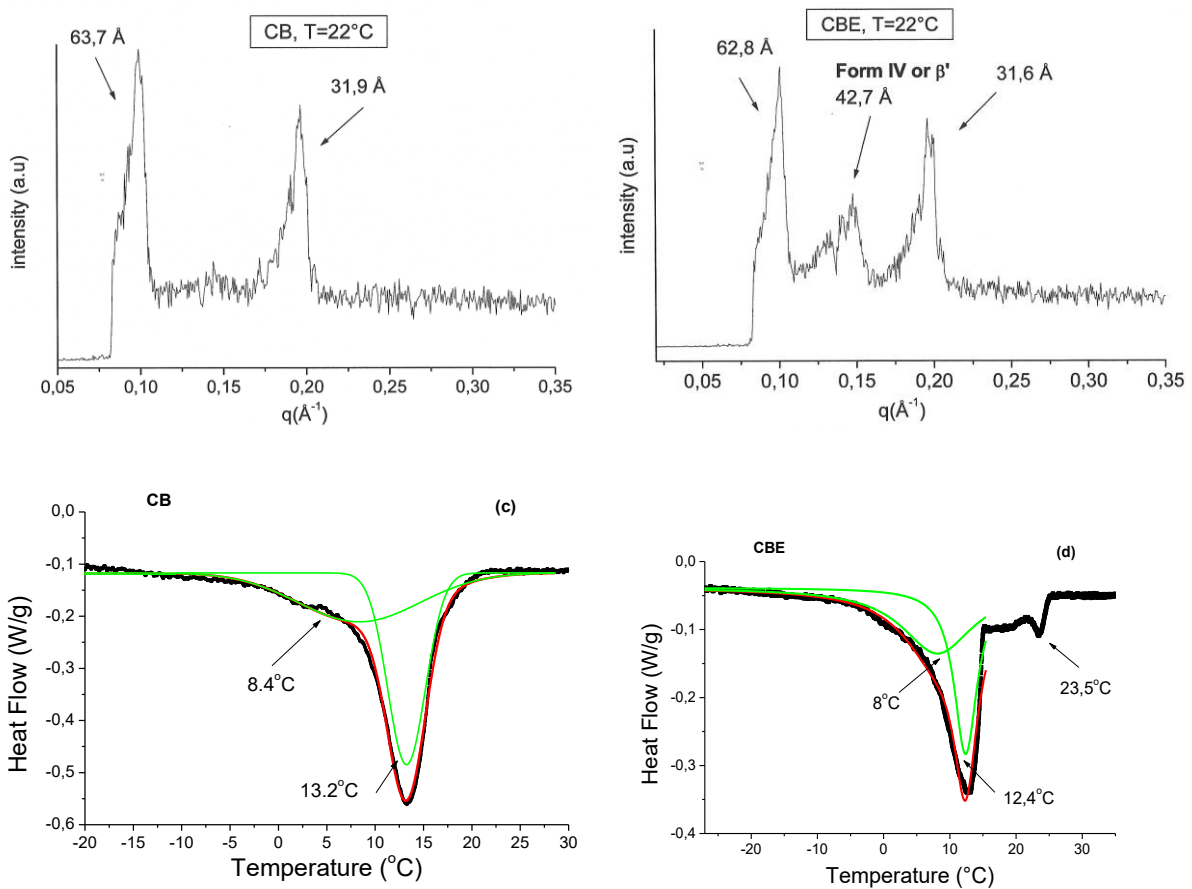 CB, T=22°C
63,7 Å
31,9 Å
intensity (a.u)
0,05 0,10 0,15 0,20 0,25 0,30 0,35
q(Å⁻¹)
CBE, T=22°C
62,8 Å
Form IV or β'
42,7 Å
31,6 Å
intensity (a.u)
0,05 0,10 0,15 0,20 0,25 0,30 0,35
q(Å⁻¹)
CB
(c)
0,0
-0,1
-0,2
-0,3
-0,4
-0,5
-0,6
Heat Flow (W/g)
8.4°C
13.2°C
-20 -15 -10 -5 0 5 10 15 20 25 30
Temperature (°C)
CBE
(d)
0,0
-0,1
-0,2
-0,3
-0,4
Heat Flow (W/g)
8°C
23,5°C
12,4°C
-20 -10 0 10 20 30
Temperature (°C)